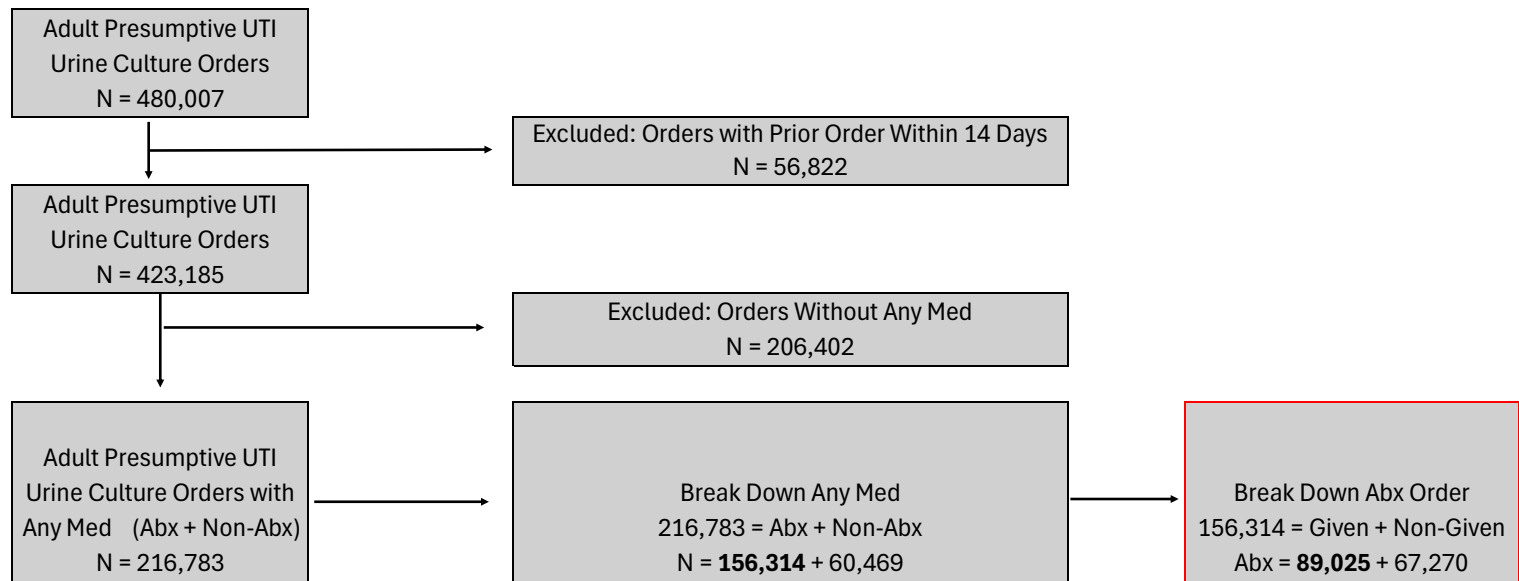 Adult Presumptive UTI
Urine Culture Orders
N = 480,007
Excluded: Orders with Prior Order Within 14 Days
N = 56,822
Adult Presumptive UTI
Urine Culture Orders
N = 423,185
Excluded: Orders Without Any Med
N = 206,402
Adult Presumptive UTI
Urine Culture Orders with
Any Med (Abx + Non-Abx)
N = 216,783
Break Down Any Med
216,783 = Abx + Non-Abx
N = 156,314 + 60,469
Break Down Abx Order
156,314 = Given + Non-Given
Abx = 89,025 + 67,270